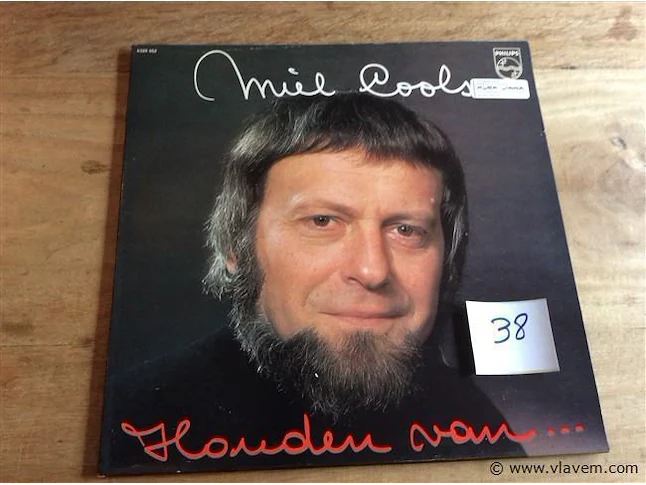 Miel Cools
PHILIPS
38
Houden van...
© www.vlavem.com